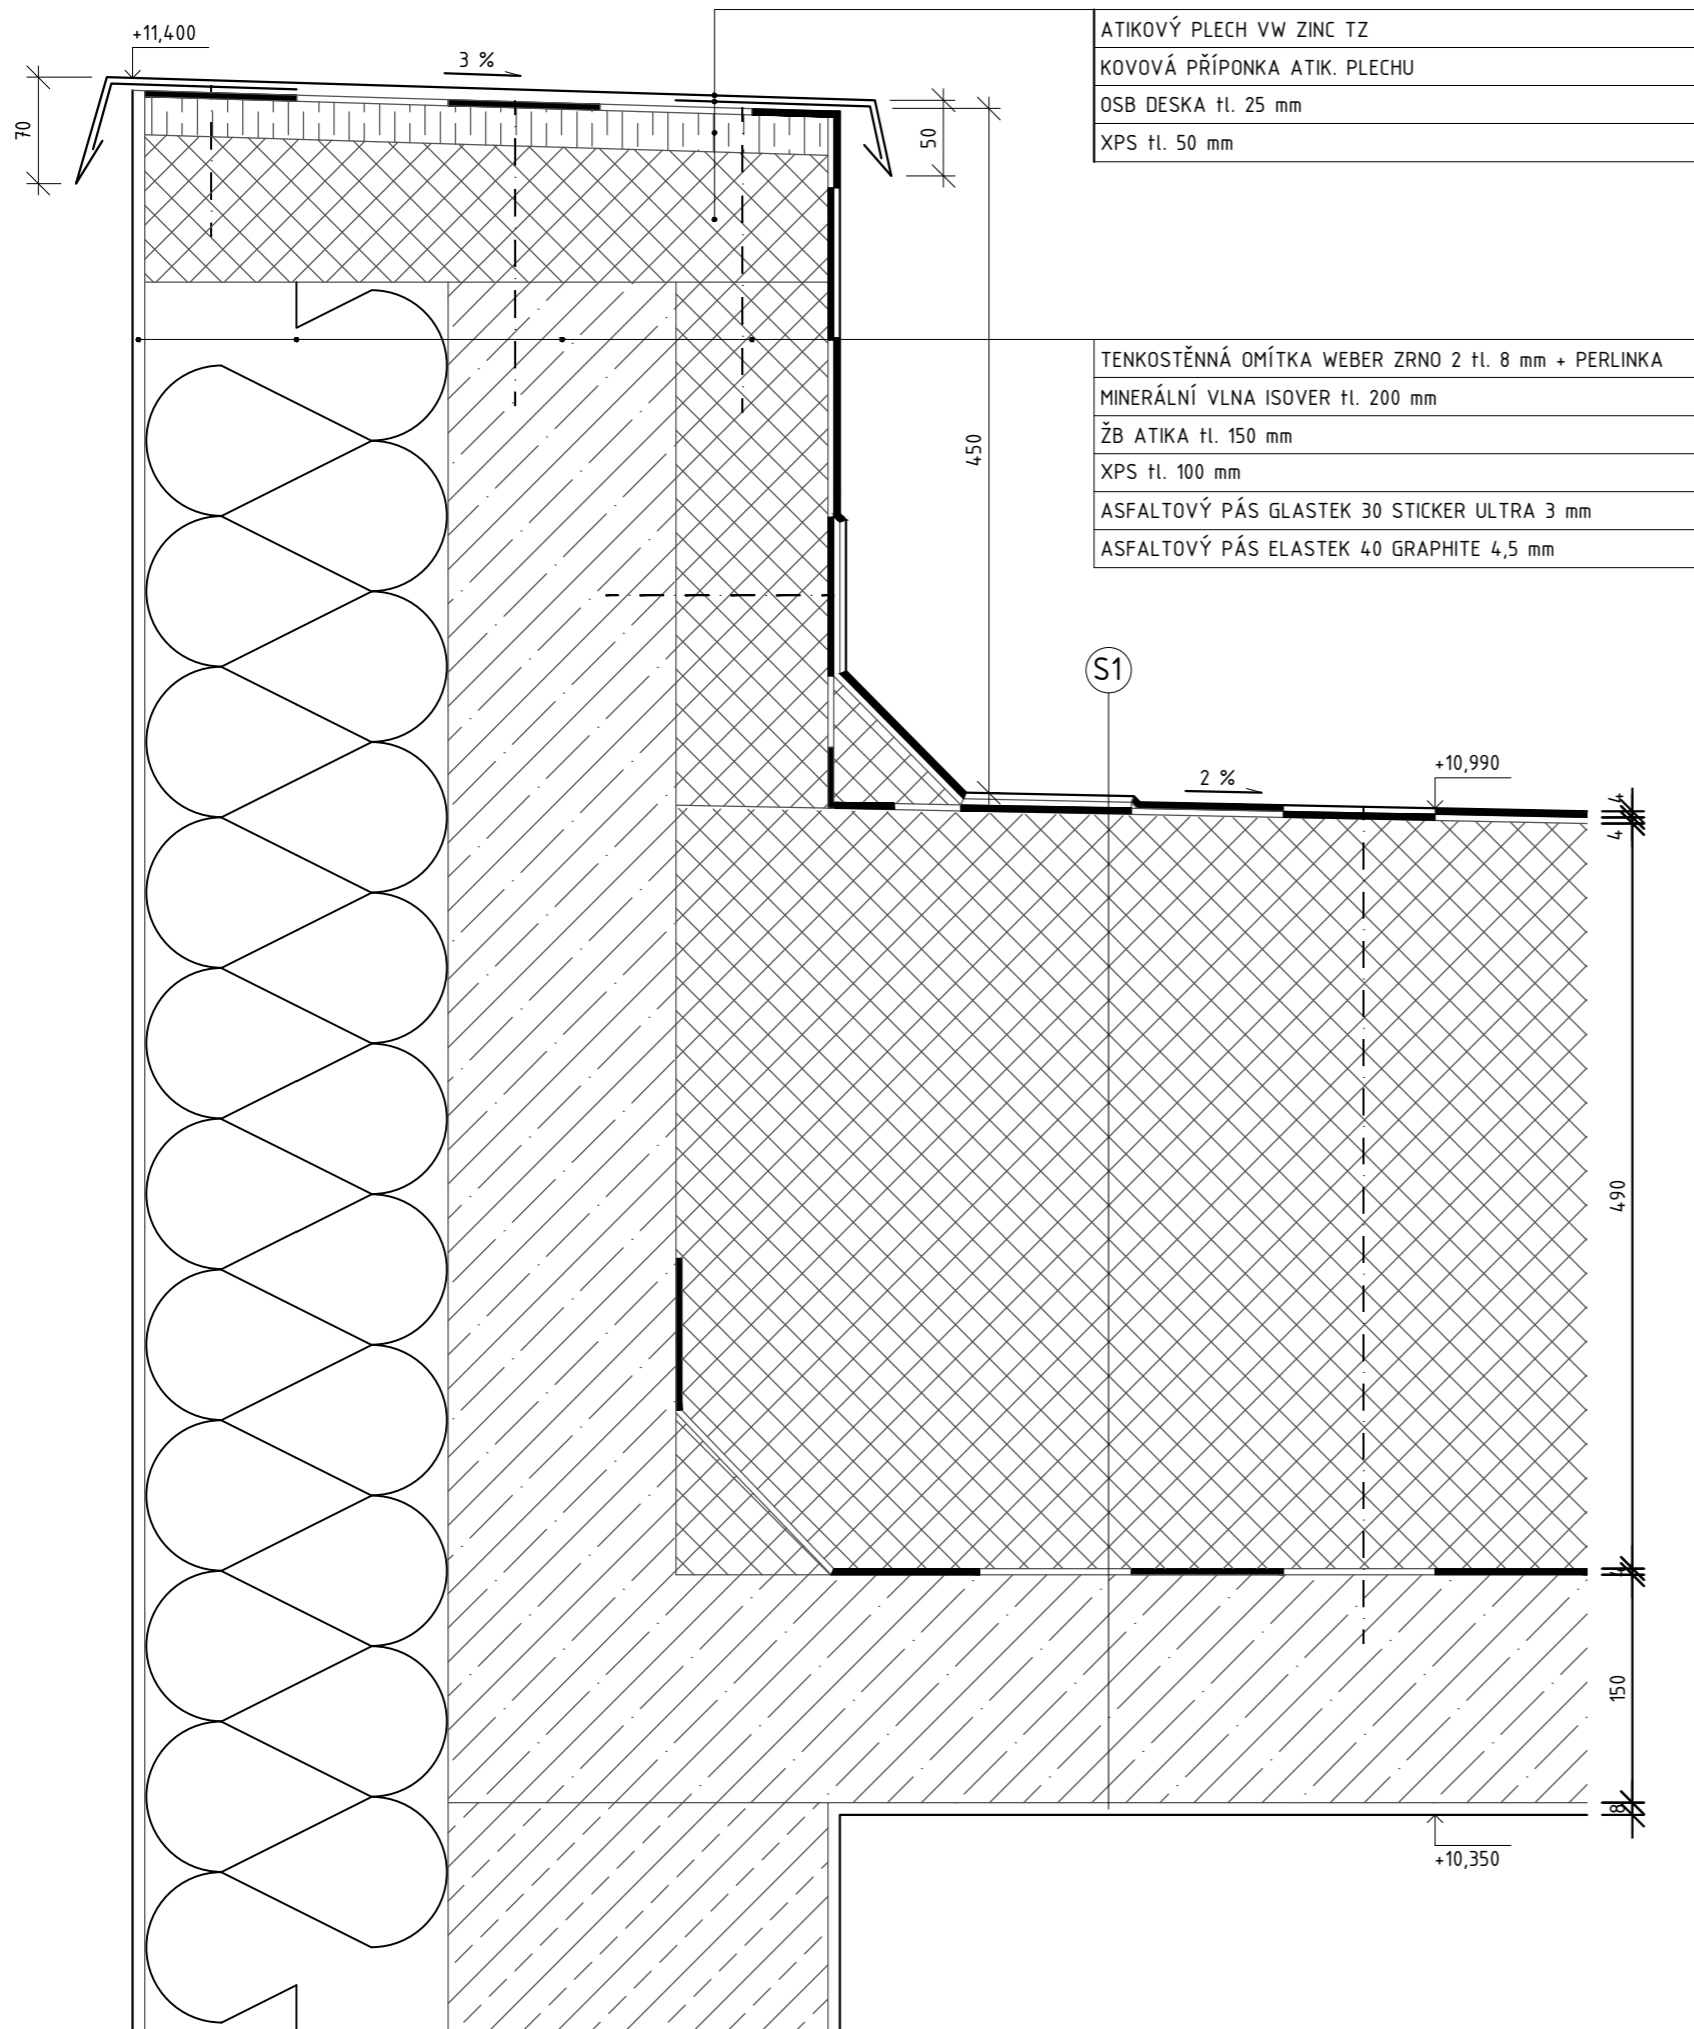 +11,400
3 %
70
50
ATIKOVÝ PLECH VW ZINC TZ
KOVOVÁ PŘÍPONKA ATIK. PLECHU
OSB DESKA tl. 25 mm
XPS tl. 50 mm
TENKOSTĚNNÁ OMÍTKA WEBER ZRNO 2 tl. 8 mm + PERLINKA
MINERÁLNÍ VLNA ISOVER tl. 200 mm
ŽB ATIKA tl. 150 mm
XPS tl. 100 mm
ASFALTOVÝ PÁS GLASTEK 30 STICKER ULTRA 3 mm
ASFALTOVÝ PÁS ELASTEK 40 GRAPHITE 4,5 mm
450
S1
2 %
+10,990
4
4
490
150
8
+10,350